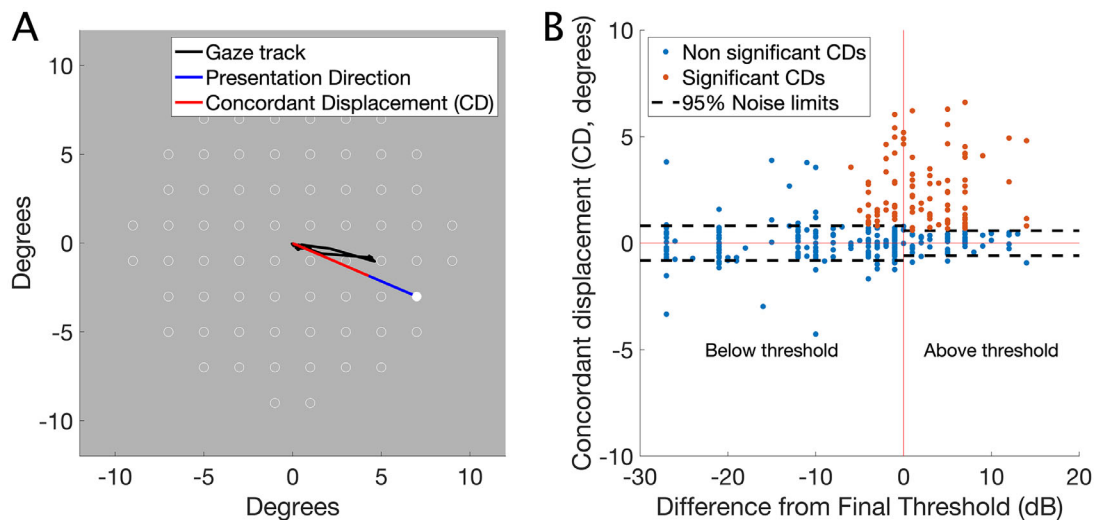 A
Gaze track
Presentation Direction
Concordant Displacement (CD)
10
5
0
-5
-10
Degrees
-10
-5
0
5
10
Degrees
B
Non significant CDs
Significant CDs
95% Noise limits
10
5
0
-5
-10
Concordant displacement (CD, degrees)
Below threshold
Above threshold
-30
-20
-10
0
10
20
Difference from Final Threshold (dB)